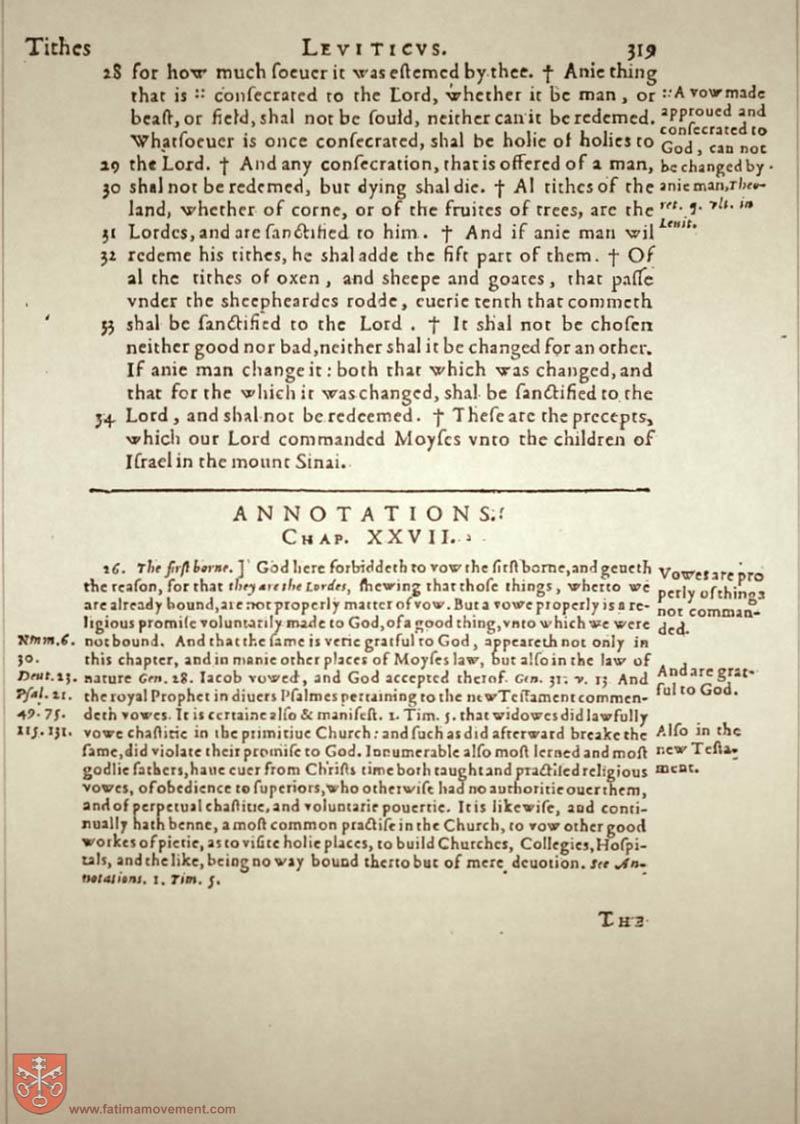 Tithes LEVITICVS. 319
28 for how much ſoeuer it was eſtemed by thee. † Anie thing
that is :: conſecrated to the Lord, whether it be man, or
beaſt, or field, shal not be ſould, neither can it be redemed.
Whatſoeuer is once conſecrated, shal be holie of holies to
29 the Lord. † And any conſecration, that is offered of a man,
30 shal not be redemed, but dying shal die. † Al tithes of the
land, whether of corne, or of the fruites of trees, are the
31 Lordes, and are ſanctified to him. † And if anie man wil
32 redeme his tithes, he shal adde the fift part of them. † Of
al the tithes of oxen, and sheepe and goates, that paſſe
vnder the sheepheardes rodde, euerie tenth that commeth
33 shal be ſanctified to the Lord. † It shal not be choſen
neither good nor bad, neither shal it be changed for an other.
If anie man change it: both that which was changed, and
that for the which it was changed, shal be ſanctified to the
34 Lord, and shal not be redeemed. † Theſe are the precepts,
which our Lord commanded Moyſes vnto the children of
Iſrael in the mount Sinai.
:: A vow made
approued and
conſecrated to
God, can not
be changed by
anie man, Theo-
ret. q. vlt. in
Leuit.
ANNOTATIONS.
CHAP. XXVII.
26. The firſt borne.] God here forbiddeth to vow the firſt borne, and geueth
the reaſon, for that they are the Lordes, ſhewing that thoſe things, wherto we
are already bound, are not properly matter of vow. But a vowe properly is a re-
ligious promiſe voluntarily made to God, of a good thing, vnto which we were
not bound. And that the ſame is verie gratful to God, appeareth not only in
this chapter, and in manie other places of Moyſes law, but alſo in the law of
nature Gen. 28. Iacob vowed, and God accepted therof. Gen. 31. v. 13 And
the royal Prophet in diuers Pſalmes pertaining to the new Teſtament commen-
deth vowes. It is certaine alſo & manifeſt. 1. Tim. 5. that widowes did lawfully
vowe chaſtitie in the primitiue Church: and ſuch as did afterward breake the
ſame, did violate their promiſe to God. Innumerable alſo moſt lerned and moſt
godlie fathers, haue euer from Chriſts time both taught and practiſed religious
vowes, of obedience to ſuperiors, who otherwiſe had no authoritie ouer them,
and of perpetual chaſtitie, and voluntarie pouertie. It is likewiſe, and conti-
nually hath benne, a moſt common practiſe in the Church, to vow other good
workes of pietie, as to viſite holie places, to build Churches, Collegies, Hoſpi-
tals, and the like, being no way bound therto but of mere deuotion. See An-
notations. 1. Tim. 5.
Num. 6.
30.
Deut. 23.
Pſal. 21.
49. 75.
115. 131.
Vowes are pro
perly of things
not comman-
ded.
And are grat-
ful to God.
Alſo in the
new Teſta-
ment.
THE
www.fatimamovement.com